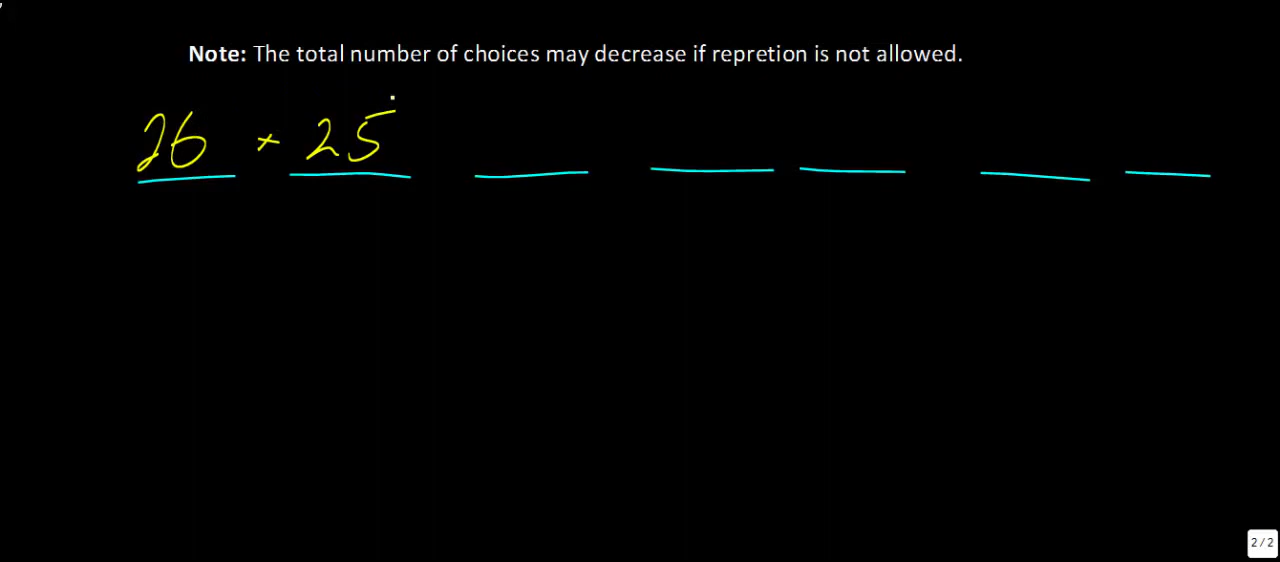 Note: The total number of choices may decrease if repretion is not allowed.
26 × 25
2 / 2